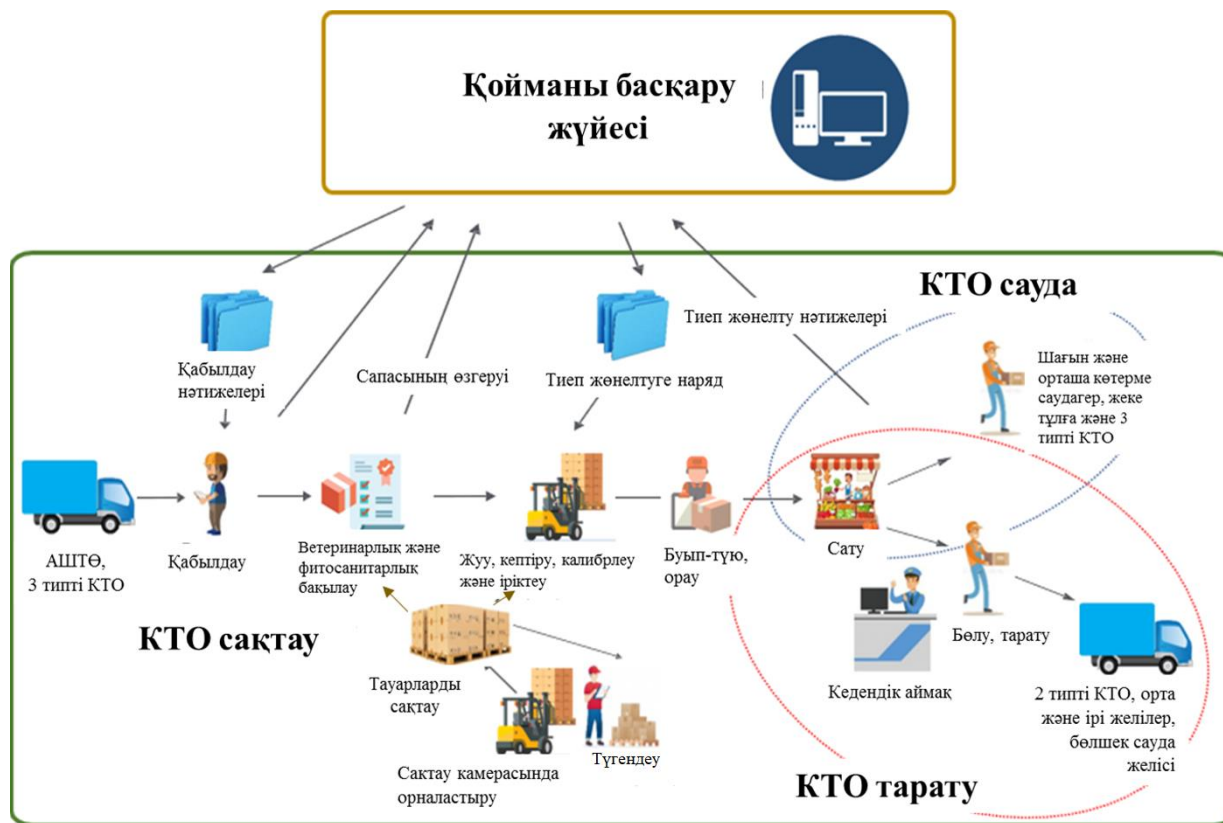 Қойманы басқару
жүйесі
КТО сауда
Қабылдау
нәтижелері
Сапасының өзгеруі
Тиеп жөнелтуге наряд
Тиеп жөнелту нәтижелері
Шағын және
орташа көтерме
саудагер, жеке
тұлға және 3
типті КТО
АШТӨ,
3 типті КТО
Қабылдау
Ветеринарлық және
фитосанитарлық
бақылау
Жуу, кептіру, калибрлеу
және іріктеу
Буып-түю,
орау
Сату
КТО сақтау
Тауарларды
сақтау
Сактау камерасында
орналастыру
Түгендеу
Кедендік аймақ
Бөлу, тарату
2 типті КТО, орта
және ірі желілер,
бөлшек сауда
желісі
КТО тарату